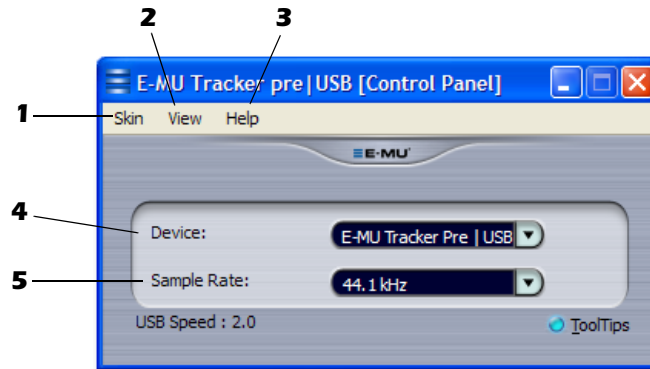 2 3
E-MU Tracker pre|USB [Control Panel]
1 Skin View Help
E-MU
4 Device: E-MU Tracker Pre | USB
5 Sample Rate: 44.1 kHz
USB Speed : 2.0 ToolTips